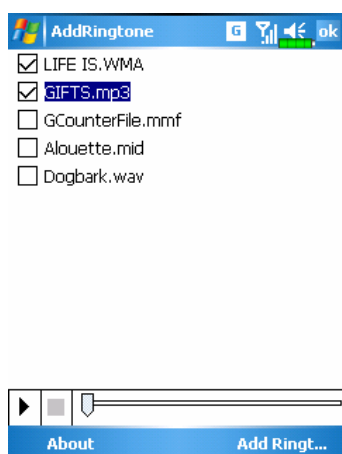 AddRingtone G ok
LIFE IS.WMA
GIFTS.mp3
GCounterFile.mmf
Alouette.mid
Dogbark.wav
About Add Ringt...